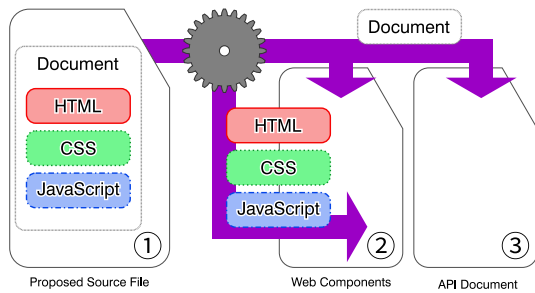 Document
HTML
CSS
JavaScript
①
Proposed Source File
Document
HTML
CSS
JavaScript
②
Web Components
③
API Document